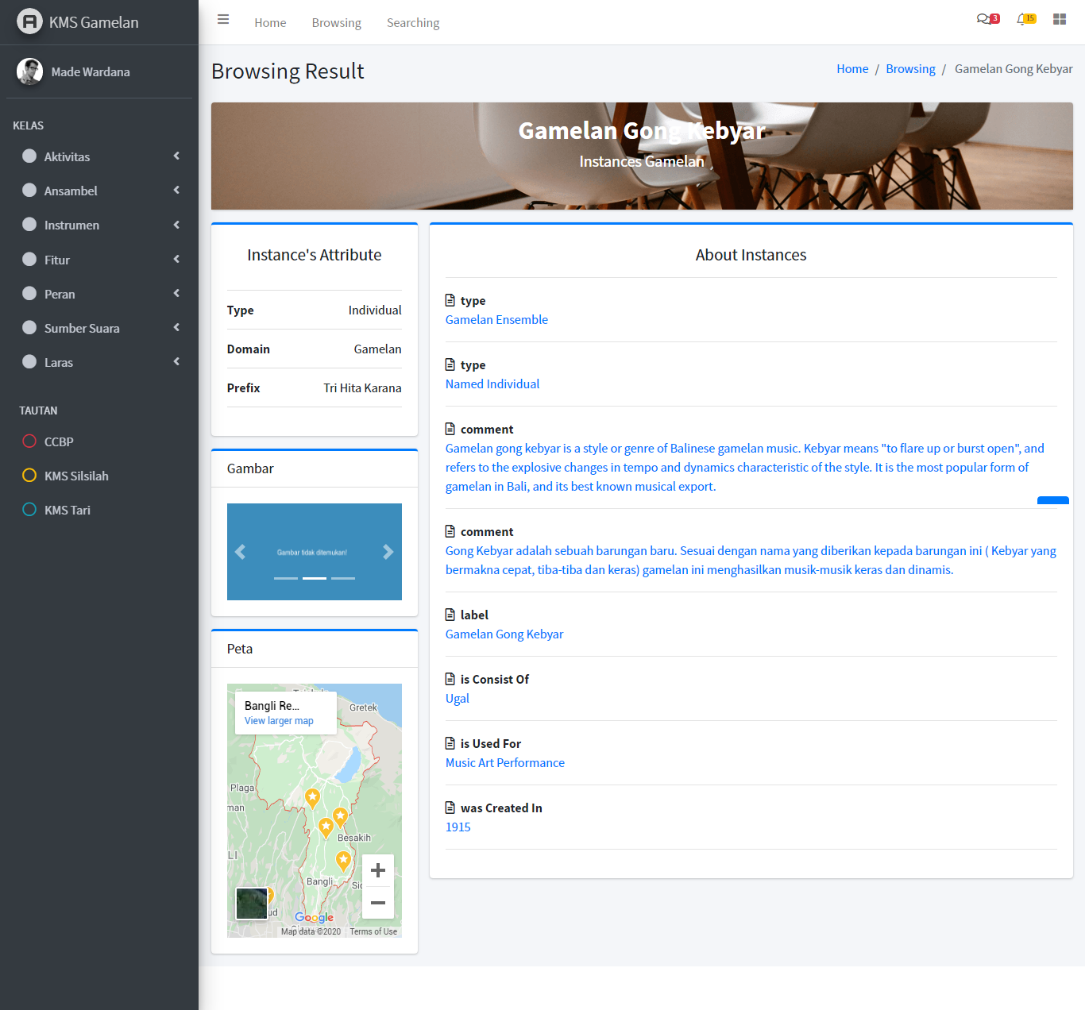 KMS Gamelan
Home Browsing Searching
3
15
Made Wardana
KELAS
Aktivitas
Ansambel
Instrumen
Fitur
Peran
Sumber Suara
Laras
TAUTAN
CCBP
KMS Silsilah
KMS Tari
Browsing Result
Home / Browsing / Gamelan Gong Kebyar
Gamelan Gong Kebyar
Instances Gamelan
Instance's Attribute
Type Individual
Domain Gamelan
Prefix Tri Hita Karana
Gambar
Gambar tidak ditemukan!
Peta
Bangli Re...
View larger map
Gretek
Plaga
man
Besakih
LI
Bangli
Si
ud
Google
Map data ©2020 Terms of Use
About Instances
type
Gamelan Ensemble
type
Named Individual
comment
Gamelan gong kebyar is a style or genre of Balinese gamelan music. Kebyar means "to flare up or burst open", and
refers to the explosive changes in tempo and dynamics characteristic of the style. It is the most popular form of
gamelan in Bali, and its best known musical export.
comment
Gong Kebyar adalah sebuah barungan baru. Sesuai dengan nama yang diberikan kepada barungan ini ( Kebyar yang
bermakna cepat, tiba-tiba dan keras) gamelan ini menghasilkan musik-musik keras dan dinamis.
label
Gamelan Gong Kebyar
is Consist Of
Ugal
is Used For
Music Art Performance
was Created In
1915